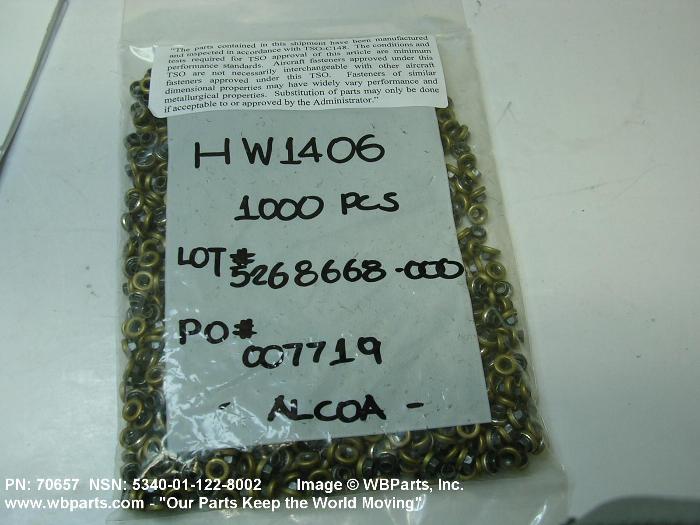 "The parts contained in this shipment have been manufactured
and inspected in accordance with TSO-C148. The conditions and
tests required for TSO approval of this article are minimum
performance standards. Aircraft fasteners approved under this
TSO are not necessarily interchangeable with other aircraft
fasteners approved under this TSO. Fasteners of similar
dimensional properties may have widely vary performance and
metallurgical properties. Substitution of parts may only be done
if acceptable to or approved by the Administrator."
HW1406
1000 PCS
LOT# 5268668-000
PO# 007719
- ALCOA -
PN: 70657 NSN: 5340-01-122-8002 Image © WBParts, Inc.
www.wbparts.com - "Our Parts Keep the World Moving"